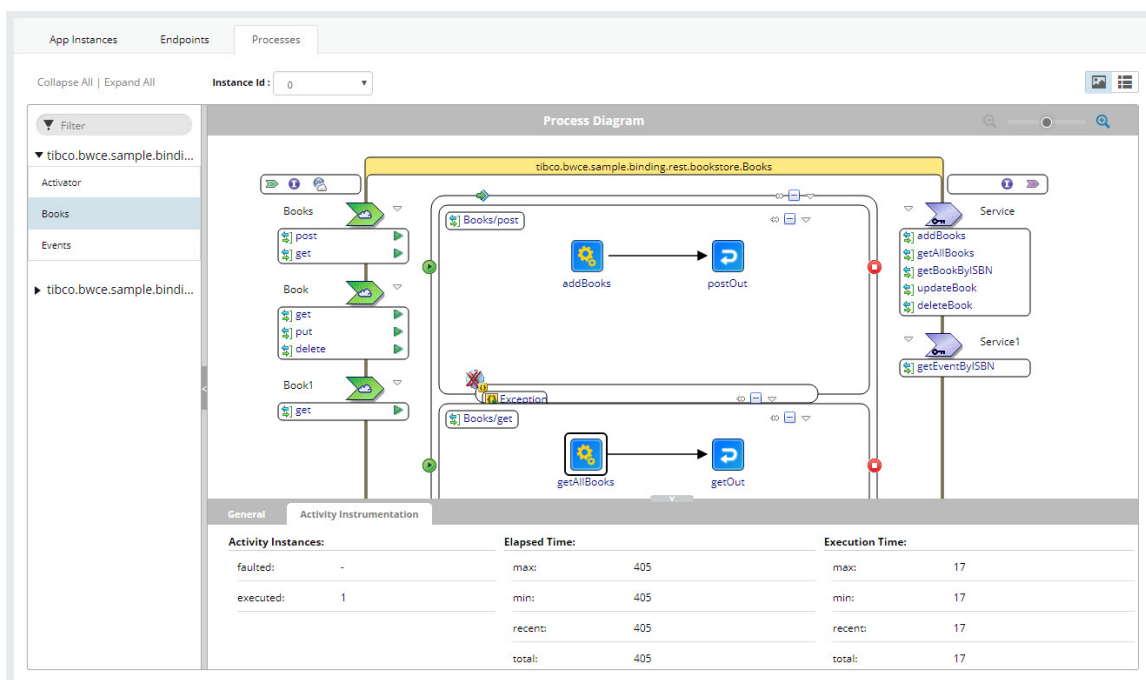 App Instances Endpoints Processes
Collapse All | Expand All Instance Id : 0
Filter
Process Diagram
tibco.bwce.sample.bindi...
Activator
Books
Events
tibco.bwce.sample.bindi...
tibco.bwce.sample.binding.rest.bookstore.Books
Books
post
get
Book
get
put
delete
Book1
get
Books/post
addBooks postOut
Exception
Books/get
getAllBooks getOut
Service
addBooks
getAllBooks
getBookByISBN
updateBook
deleteBook
Service1
getEventByISBN
General Activity Instrumentation
Activity Instances: Elapsed Time: Execution Time:
faulted: - max: 405 max: 17
executed: 1 min: 405 min: 17
recent: 405 recent: 17
total: 405 total: 17